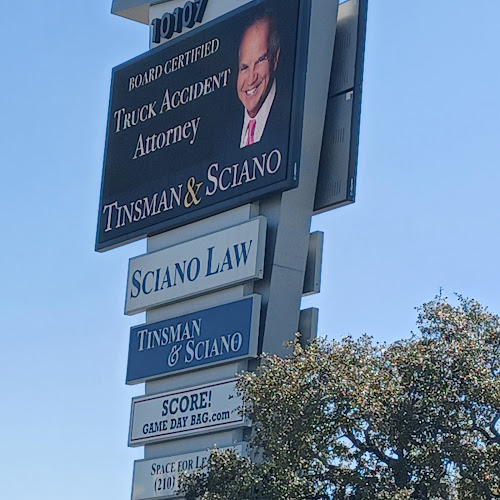 10107
BOARD CERTIFIED
TRUCK ACCIDENT
Attorney
TINSMAN & SCIANO
SCIANO LAW
TINSMAN
& SCIANO
SCORE!
GAME DAY BAG.com
SPACE FOR
(210)